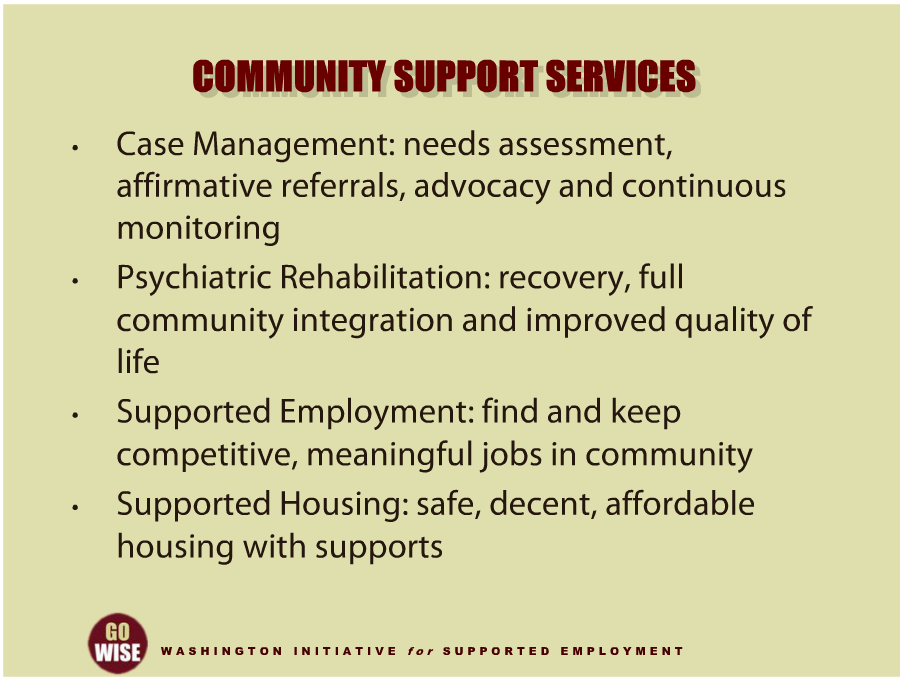 COMMUNITY SUPPORT SERVICES
• Case Management: needs assessment,
affirmative referrals, advocacy and continuous
monitoring
• Psychiatric Rehabilitation: recovery, full
community integration and improved quality of
life
• Supported Employment: find and keep
competitive, meaningful jobs in community
• Supported Housing: safe, decent, affordable
housing with supports
GO
WISE
WASHINGTON INITIATIVE for SUPPORTED EMPLOYMENT